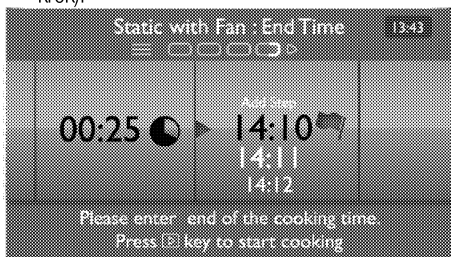 Static with Fan : End Time
13:43
Add Step
00:25
14:10
14:11
14:12
Please enter end of the cooking time.
Press key to start cooking